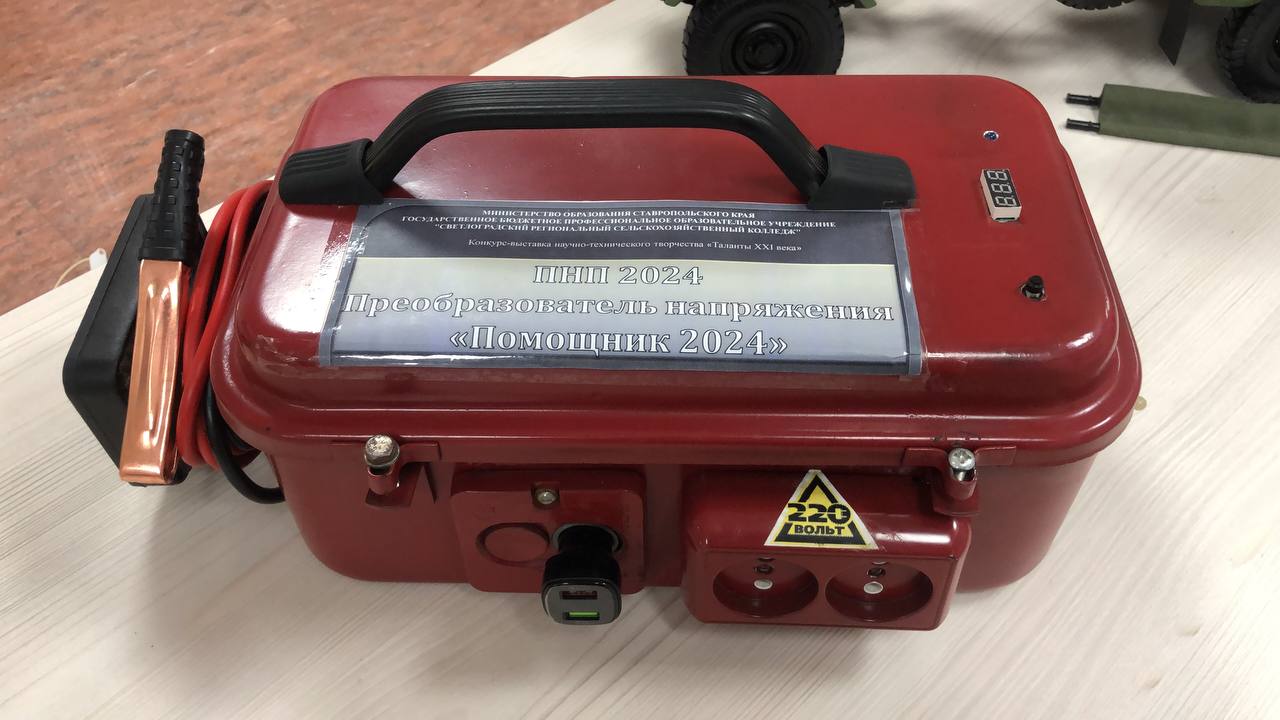 МИНИСТЕРСТВО ОБРАЗОВАНИЯ СТАВРОПОЛЬСКОГО КРАЯ
ГОСУДАРСТВЕННОЕ БЮДЖЕТНОЕ ПРОФЕССИОНАЛЬНОЕ ОБРАЗОВАТЕЛЬНОЕ УЧРЕЖДЕНИЕ
"СВЕТЛОГРАДСКИЙ РЕГИОНАЛЬНЫЙ СЕЛЬСКОХОЗЯЙСТВЕННЫЙ КОЛЛЕДЖ"
Конкурс-выставка научно-технического творчества «Таланты XXI века»
ПНП 2024
Преобразователь напряжения
«Помощник 2024»
220
ВОЛЬТ